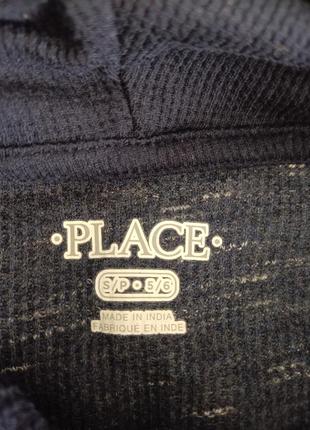 •PLACE•
S/P•5/6
MADE IN INDIA
FABRIQUE EN INDE